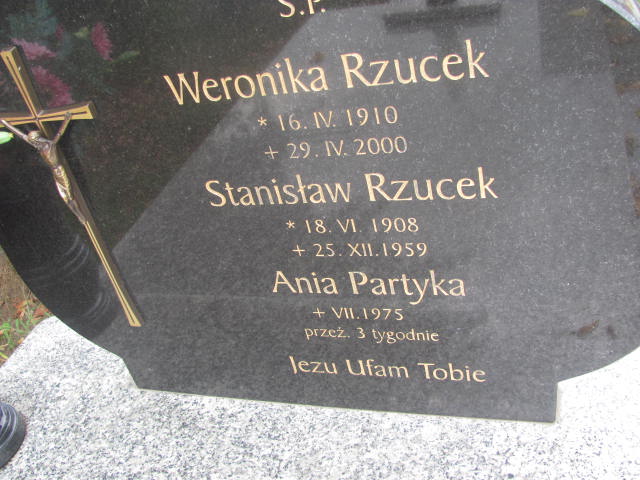 S.P.
Weronika Rzucek
* 16. IV. 1910
+ 29. IV. 2000
Stanisław Rzucek
* 18. VI. 1908
+ 25. XII.1959
Ania Partyka
+ VII.1975
przeż. 3 tygodnie
Jezu Ufam Tobie